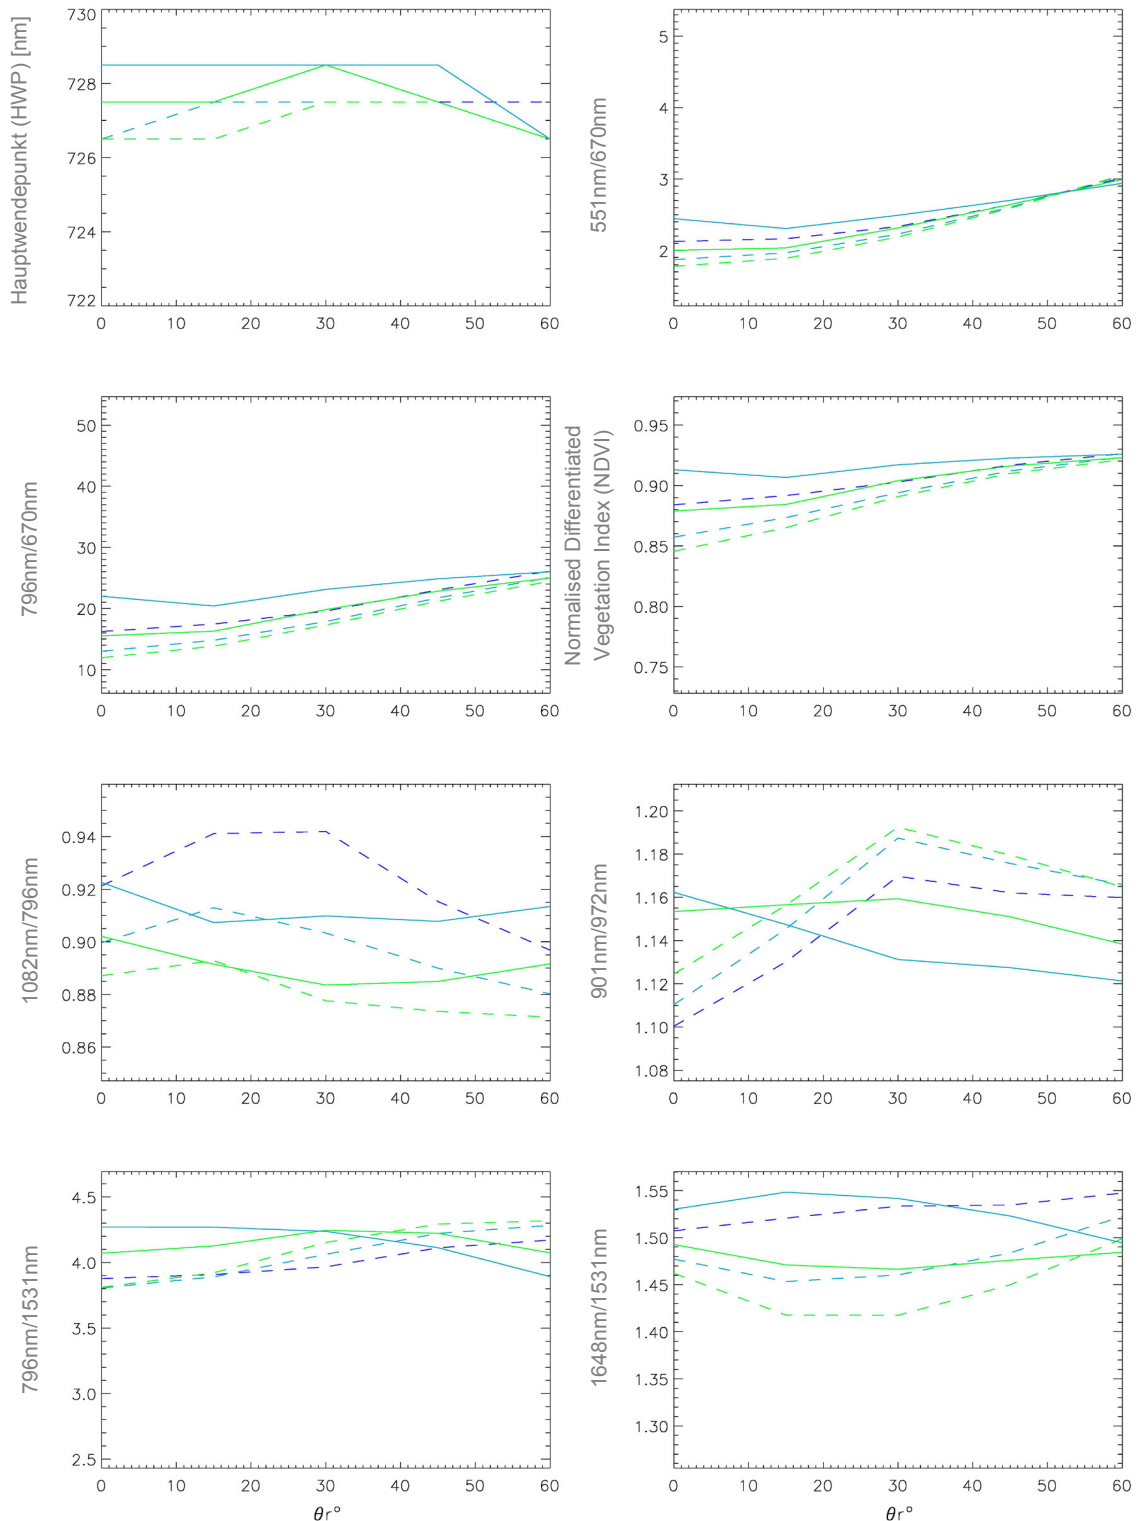 Hauptwendepunkt (HWP) [nm]
730
728
726
724
722
0 10 20 30 40 50 60
551nm/670nm
5
4
3
2
0 10 20 30 40 50 60
796nm/670nm
50
40
30
20
10
0 10 20 30 40 50 60
Normalised Differentiated
Vegetation Index (NDVI)
0.95
0.90
0.85
0.80
0.75
0 10 20 30 40 50 60
1082nm/796nm
0.94
0.92
0.90
0.88
0.86
0 10 20 30 40 50 60
901nm/972nm
1.20
1.18
1.16
1.14
1.12
1.10
1.08
0 10 20 30 40 50 60
796nm/1531nm
4.5
4.0
3.5
3.0
2.5
0 10 20 30 40 50 60
θr°
1648nm/1531nm
1.55
1.50
1.45
1.40
1.35
1.30
0 10 20 30 40 50 60
θr°